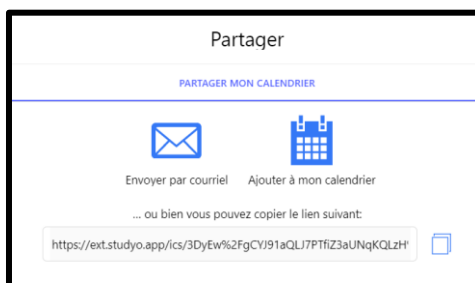 Partager
PARTAGER MON CALENDRIER
Envoyer par courriel Ajouter à mon calendrier
... ou bien vous pouvez copier le lien suivant:
https://ext.studyo.app/ics/3DyEw%2FgCYJ91aQLJ7PTfiZ3aUNqKQLzH